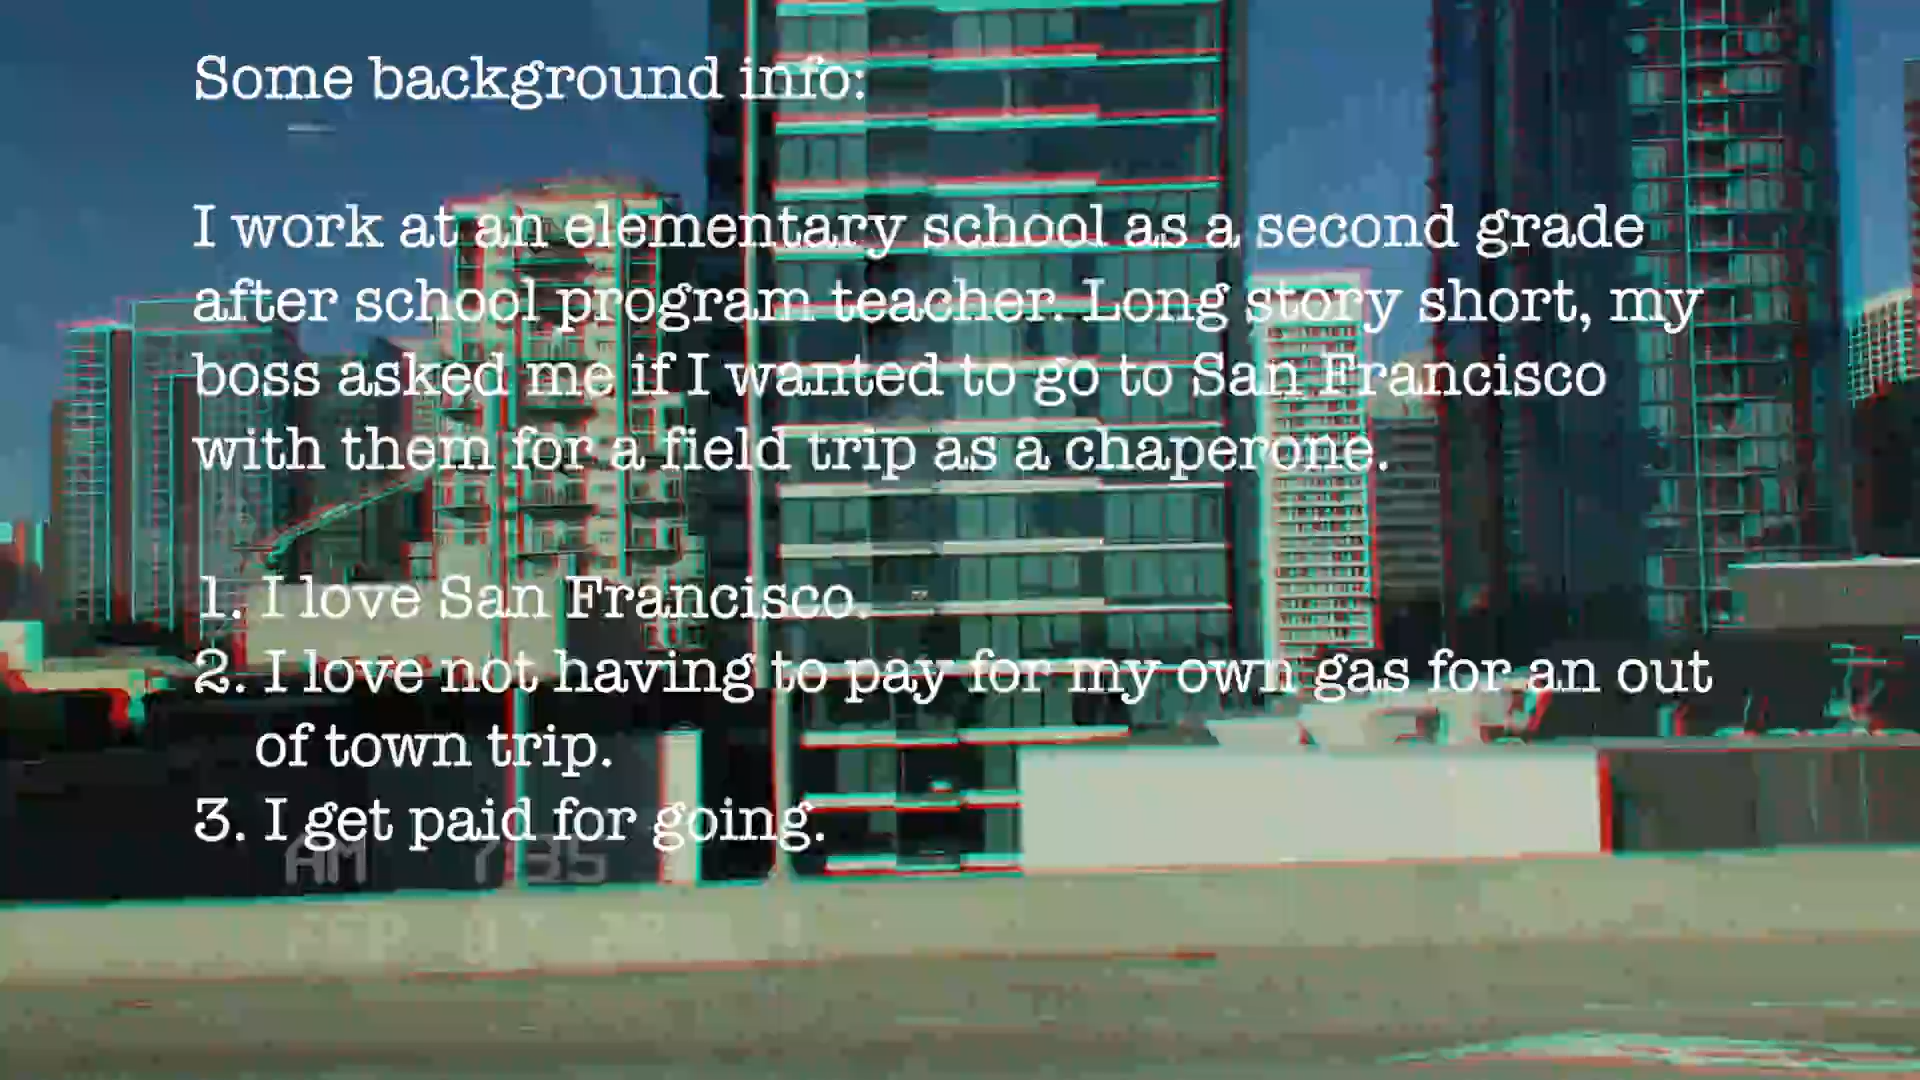 Some background info:
I work at an elementary school as a second grade
after school program teacher. Long story short, my
boss asked me if I wanted to go to San Francisco
with them for a field trip as a chaperone.
1. I love San Francisco.
2. I love not having to pay for my own gas for an out
of town trip.
3. I get paid for going.
AM 7:35